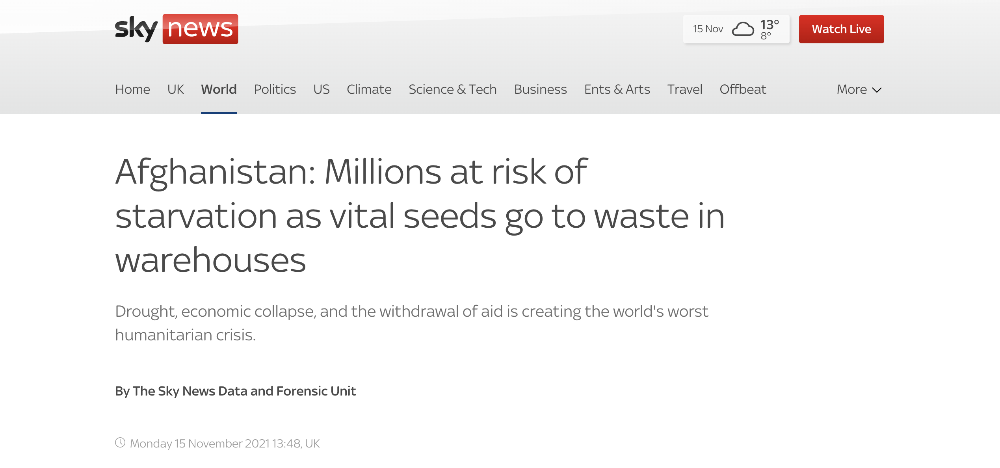 sky news
15 Nov 13° 8°
Watch Live
Home UK World Politics US Climate Science & Tech Business Ents & Arts Travel Offbeat More
Afghanistan: Millions at risk of
starvation as vital seeds go to waste in
warehouses
Drought, economic collapse, and the withdrawal of aid is creating the world's worst
humanitarian crisis.
By The Sky News Data and Forensic Unit
Monday 15 November 2021 13:48, UK